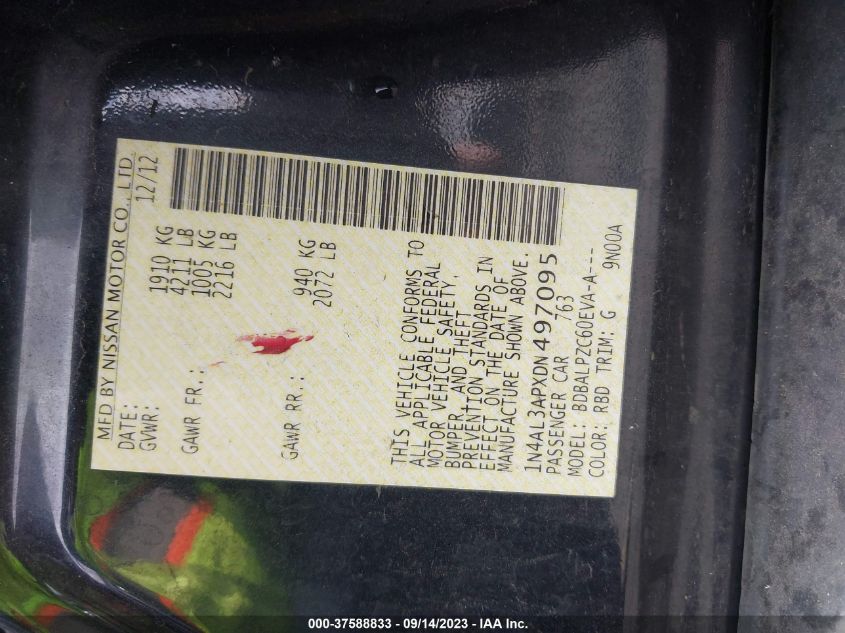 MFD BY NISSAN MOTOR CO., LTD.
DATE: 12/12
GVWR: 1910 KG
4211 LB
GAWR FR.: 1005 KG
2216 LB
GAWR RR.: 940 KG
2072 LB
THIS VEHICLE CONFORMS TO
ALL APPLICABLE FEDERAL
MOTOR VEHICLE SAFETY,
BUMPER, AND THEFT
PREVENTION STANDARDS IN
EFFECT ON THE DATE OF
MANUFACTURE SHOWN ABOVE.
1N4AL3APXDN497095
PASSENGER CAR 763
MODEL: BDBALPZC60EVA-A---
COLOR: RBD TRIM: G 9N00A
000-37588833 - 09/14/2023 - IAA Inc.